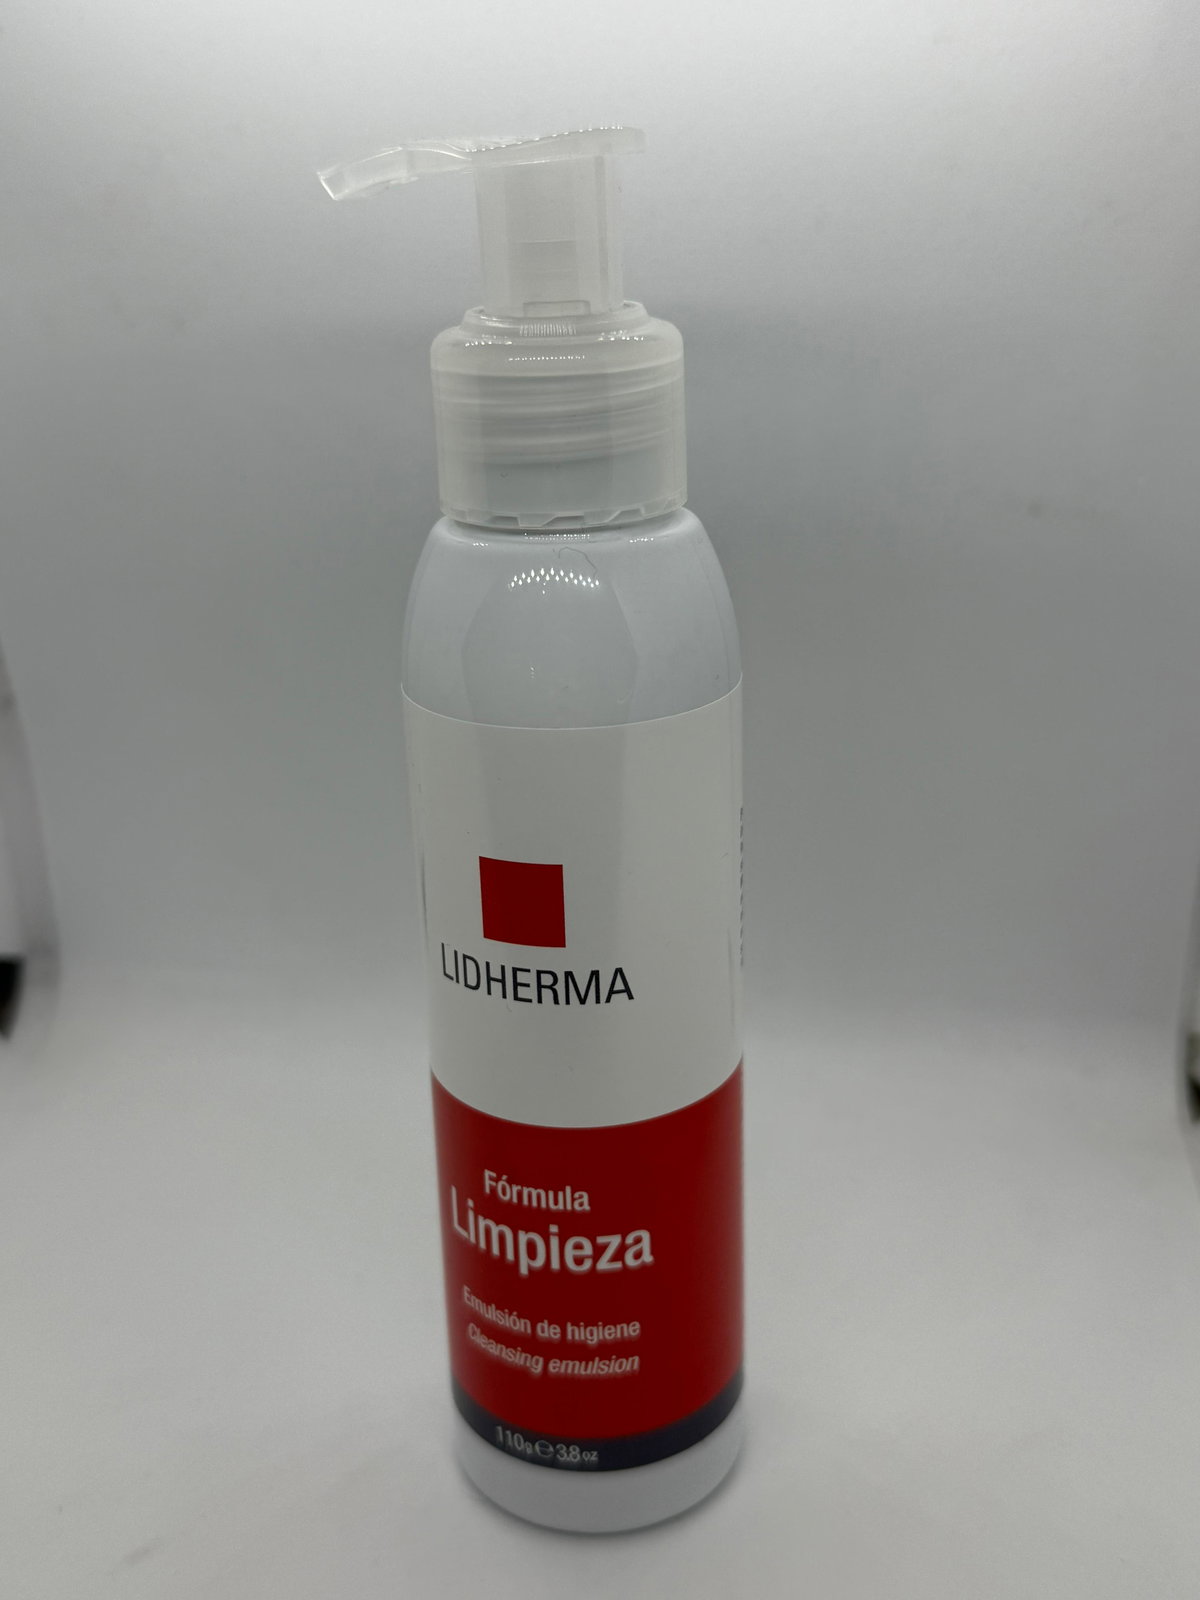 LIDHERMA
Fórmula
Limpieza
Emulsión de higiene
Cleansing emulsion
110g ℮ 3.8 oz